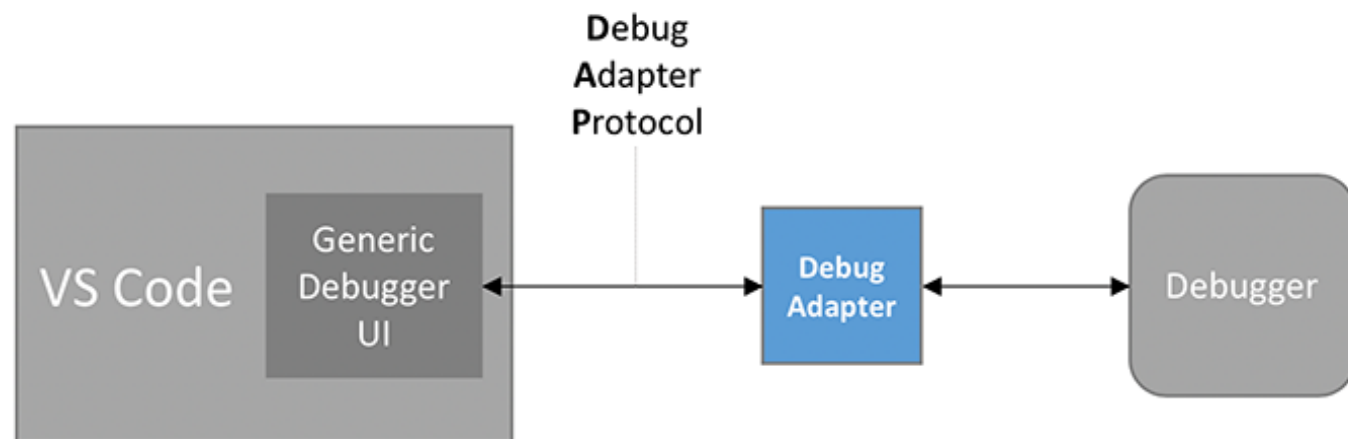 Debug
Adapter
Protocol
VS Code
Generic
Debugger
UI
Debug
Adapter
Debugger